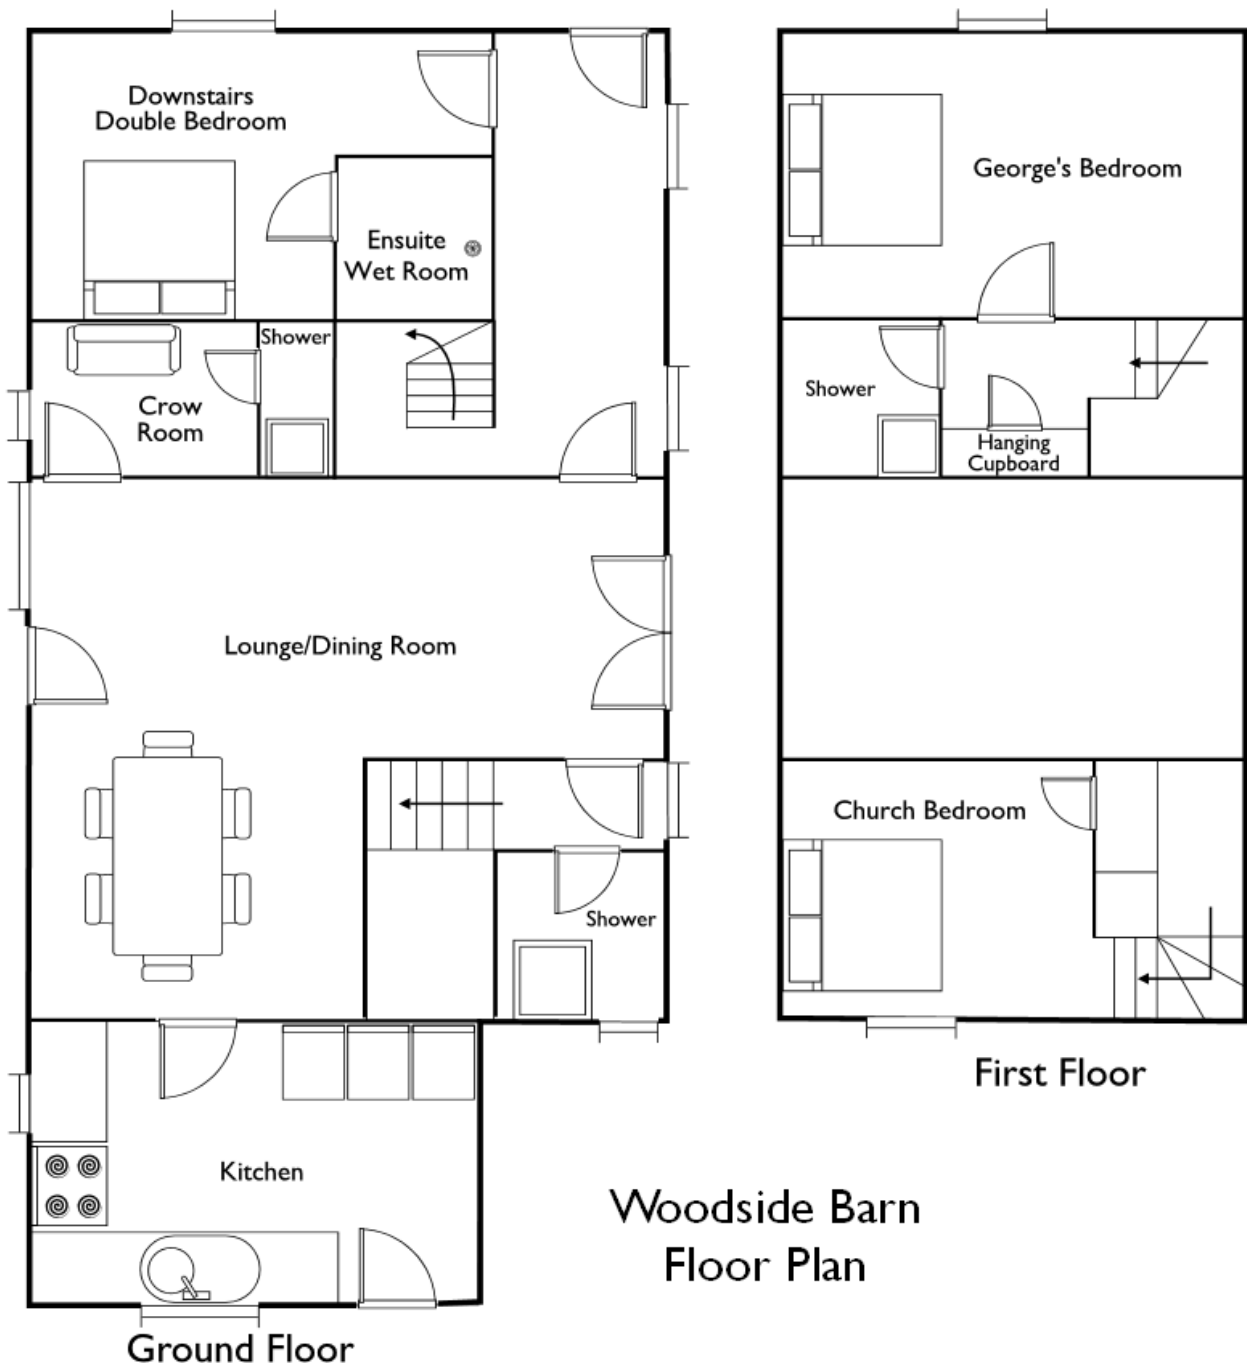 Downstairs
Double Bedroom
Ensuite
Wet Room
Shower
Crow
Room
Lounge/Dining Room
Shower
Kitchen
Ground Floor
George's Bedroom
Shower
Hanging
Cupboard
Church Bedroom
First Floor
Woodside Barn
Floor Plan